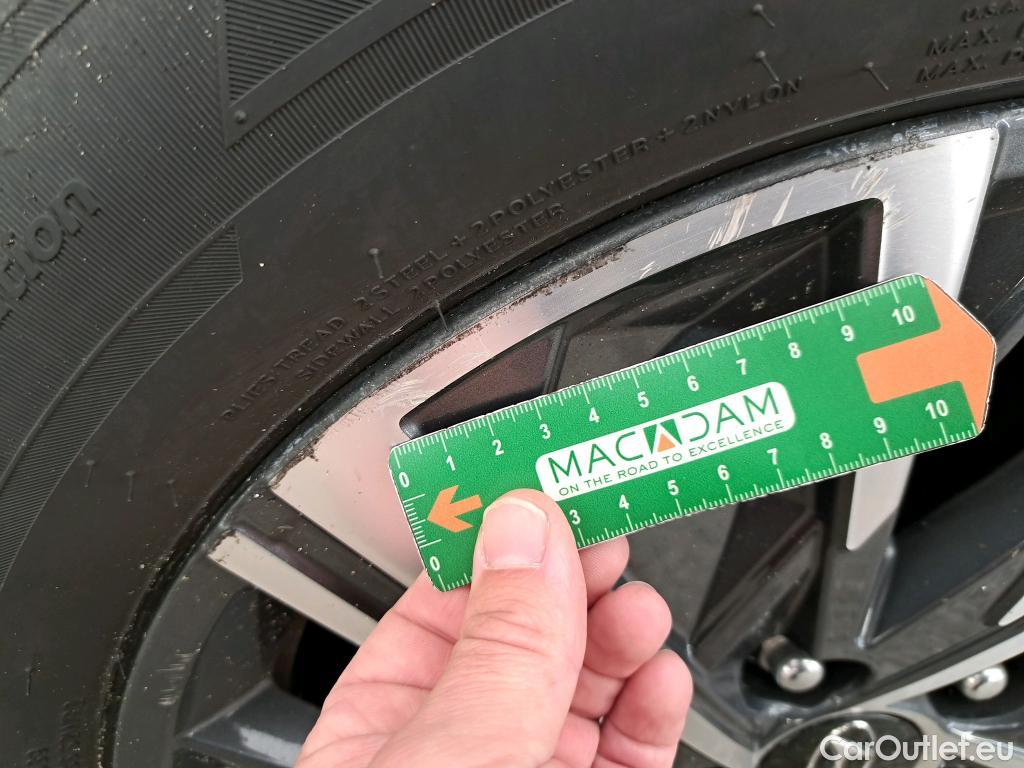 U.S.A.
MAX.
MAX.
PLIES TREAD 2 STEEL + 2 POLYESTER + 2 NYLON
SIDEWALL 2 POLYESTER
0 1 2 3 4 5 6 7 8 9 10
MACADAM
ON THE ROAD TO EXCELLENCE
0 3 4 5 6 7 8 9 10
CarOutlet.eu